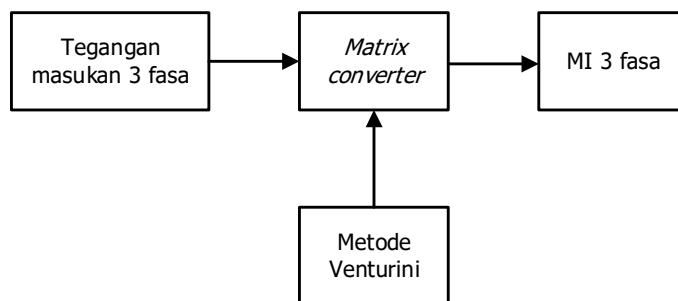 Tegangan
masukan 3 fasa
Matrix
converter
MI 3 fasa
Metode
Venturini